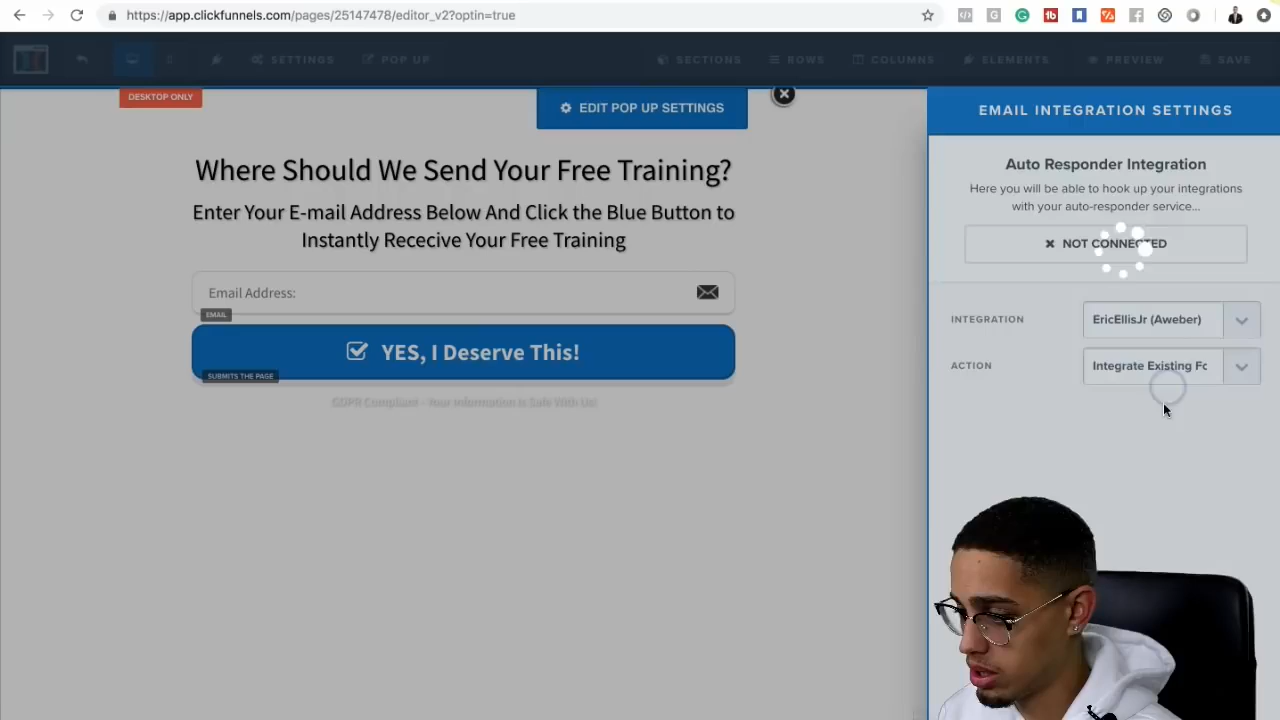 https://app.clickfunnels.com/pages/25147478/editor_v2?optin=true
SETTINGS
POP UP
SECTIONS
ROWS
COLUMNS
ELEMENTS
PREVIEW
SAVE
DESKTOP ONLY
EDIT POP UP SETTINGS
Where Should We Send Your Free Training?
Enter Your E-mail Address Below And Click the Blue Button to
Instantly Rececive Your Free Training
Email Address:
EMAIL
YES, I Deserve This!
SUBMITS THE PAGE
GDPR Compliant - Your Information is Safe With Us!
EMAIL INTEGRATION SETTINGS
Auto Responder Integration
Here you will be able to hook up your integrations
with your auto-responder service...
NOT CONNECTED
INTEGRATION
EricEllisJr (Aweber)
ACTION
Integrate Existing Fc